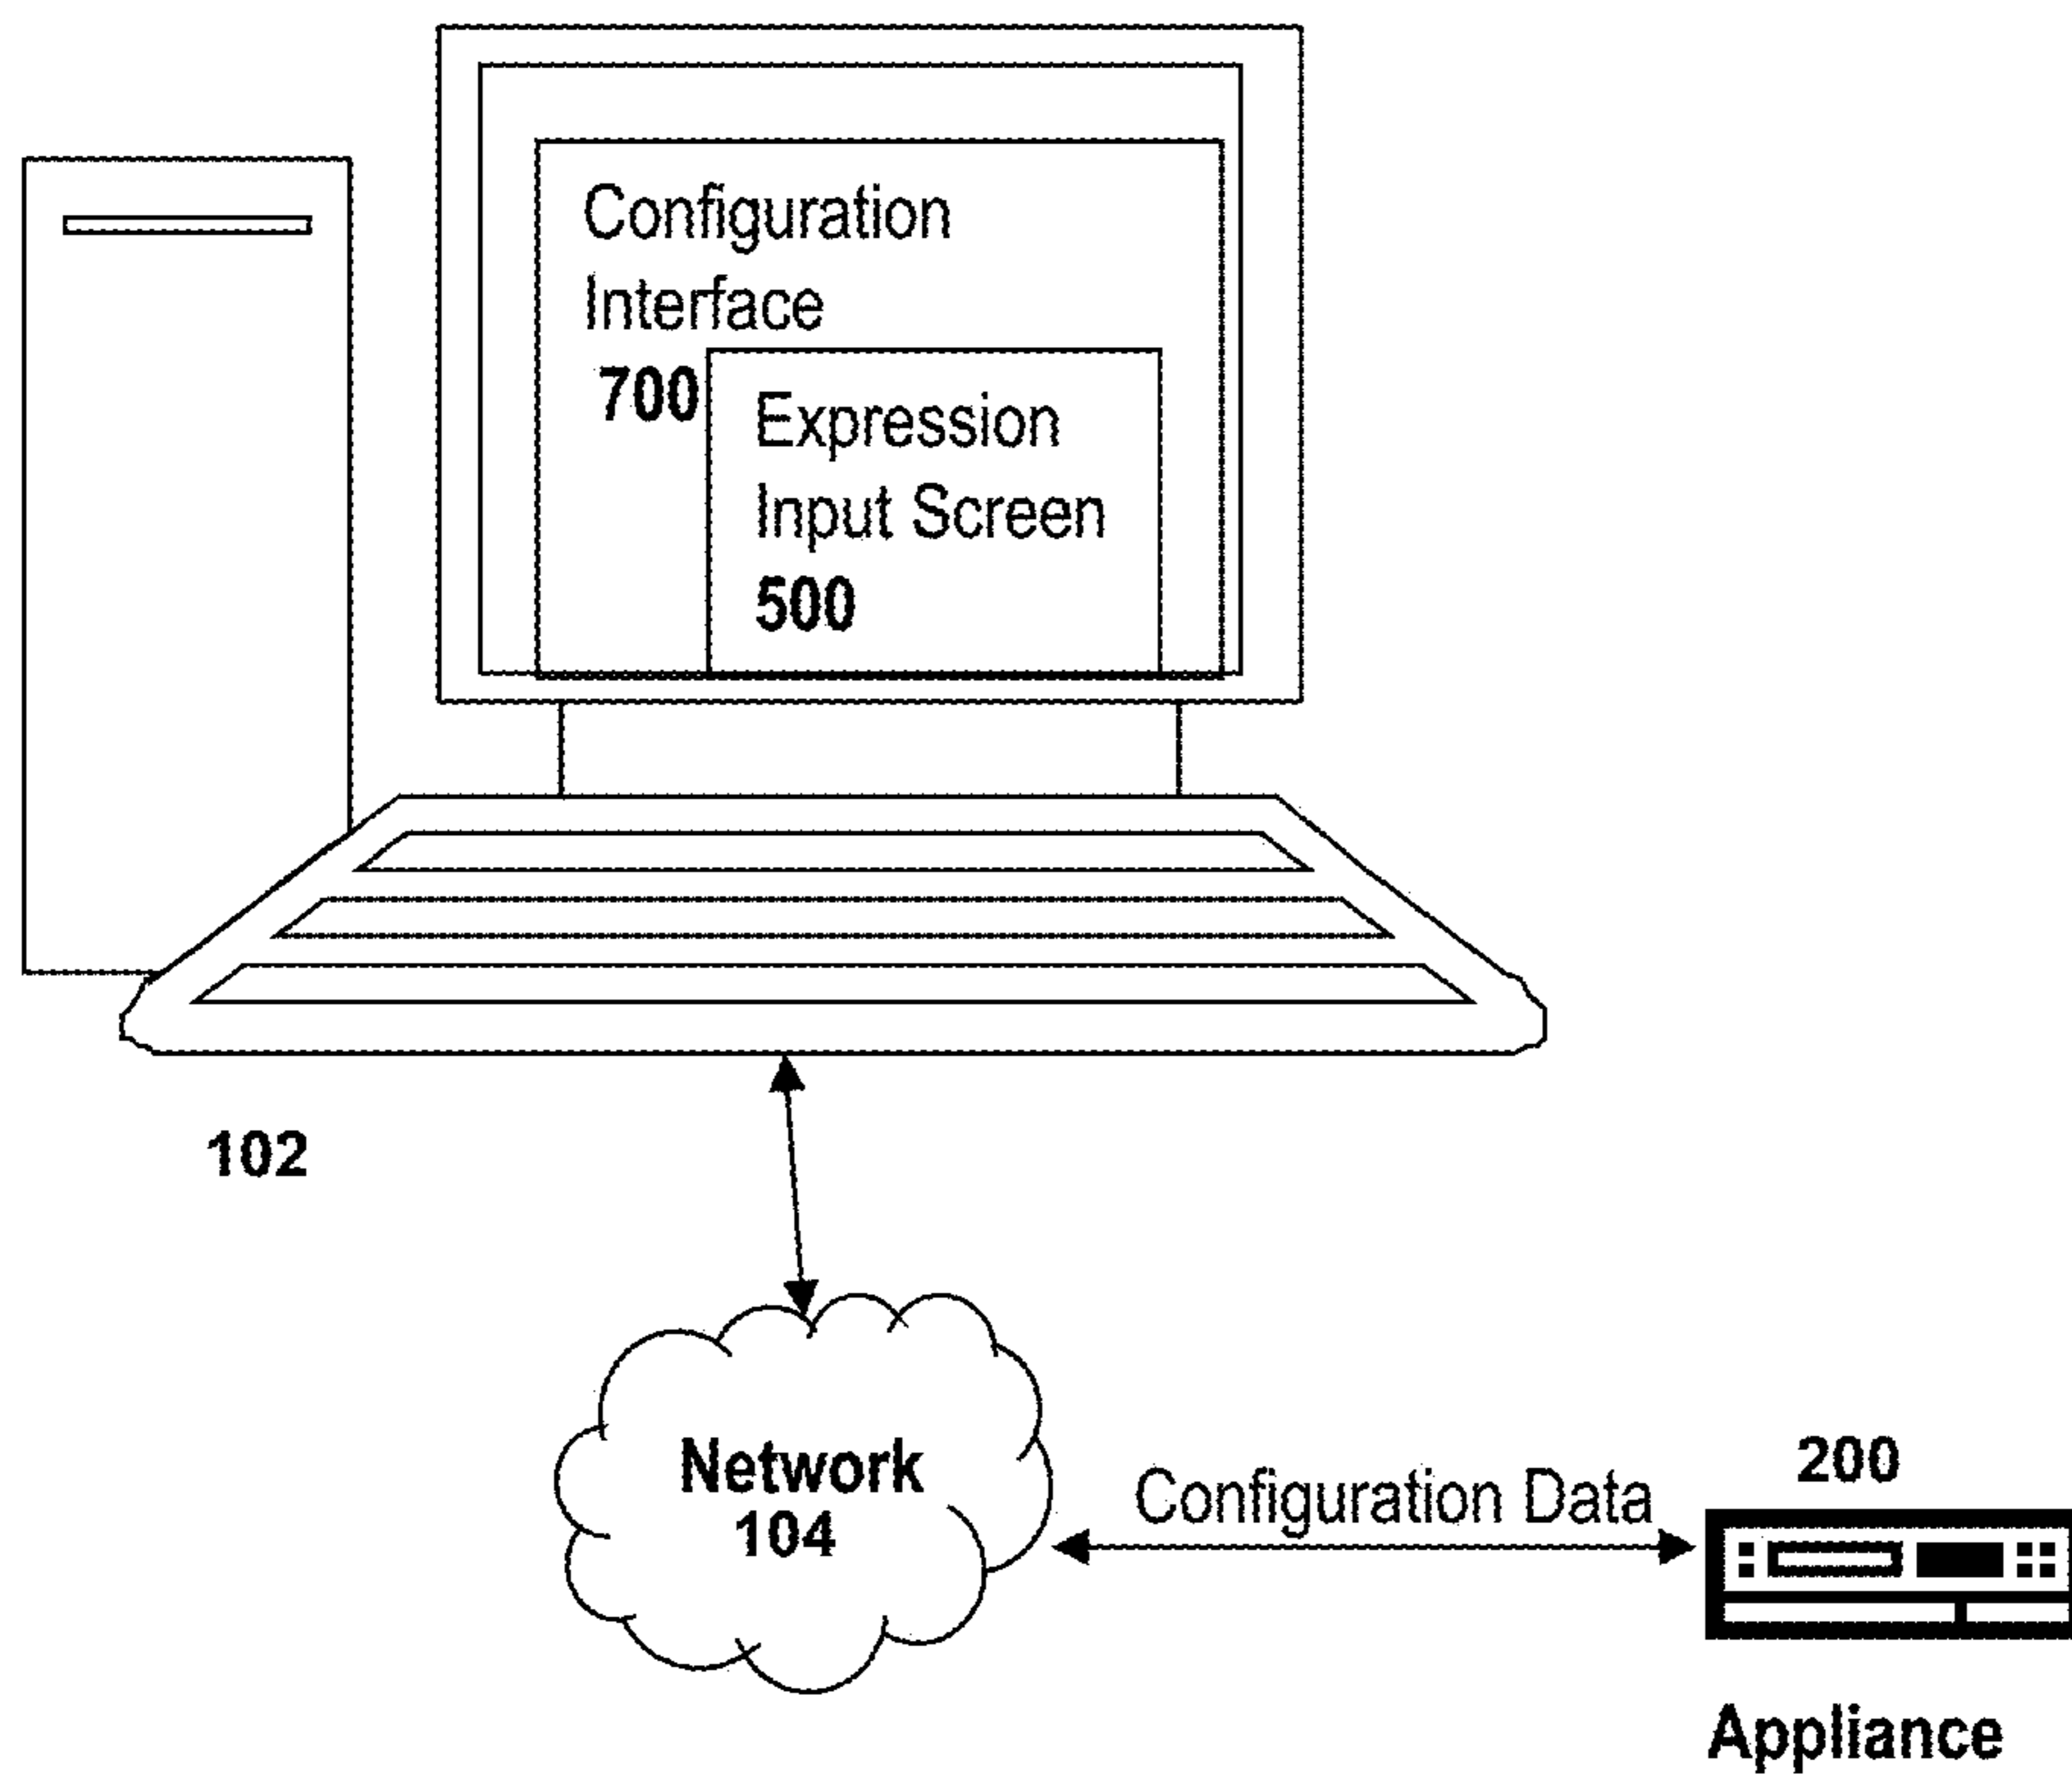 Configuration
Interface
700
Expression
Input Screen
500
102
Network
104
Configuration Data
200
Appliance